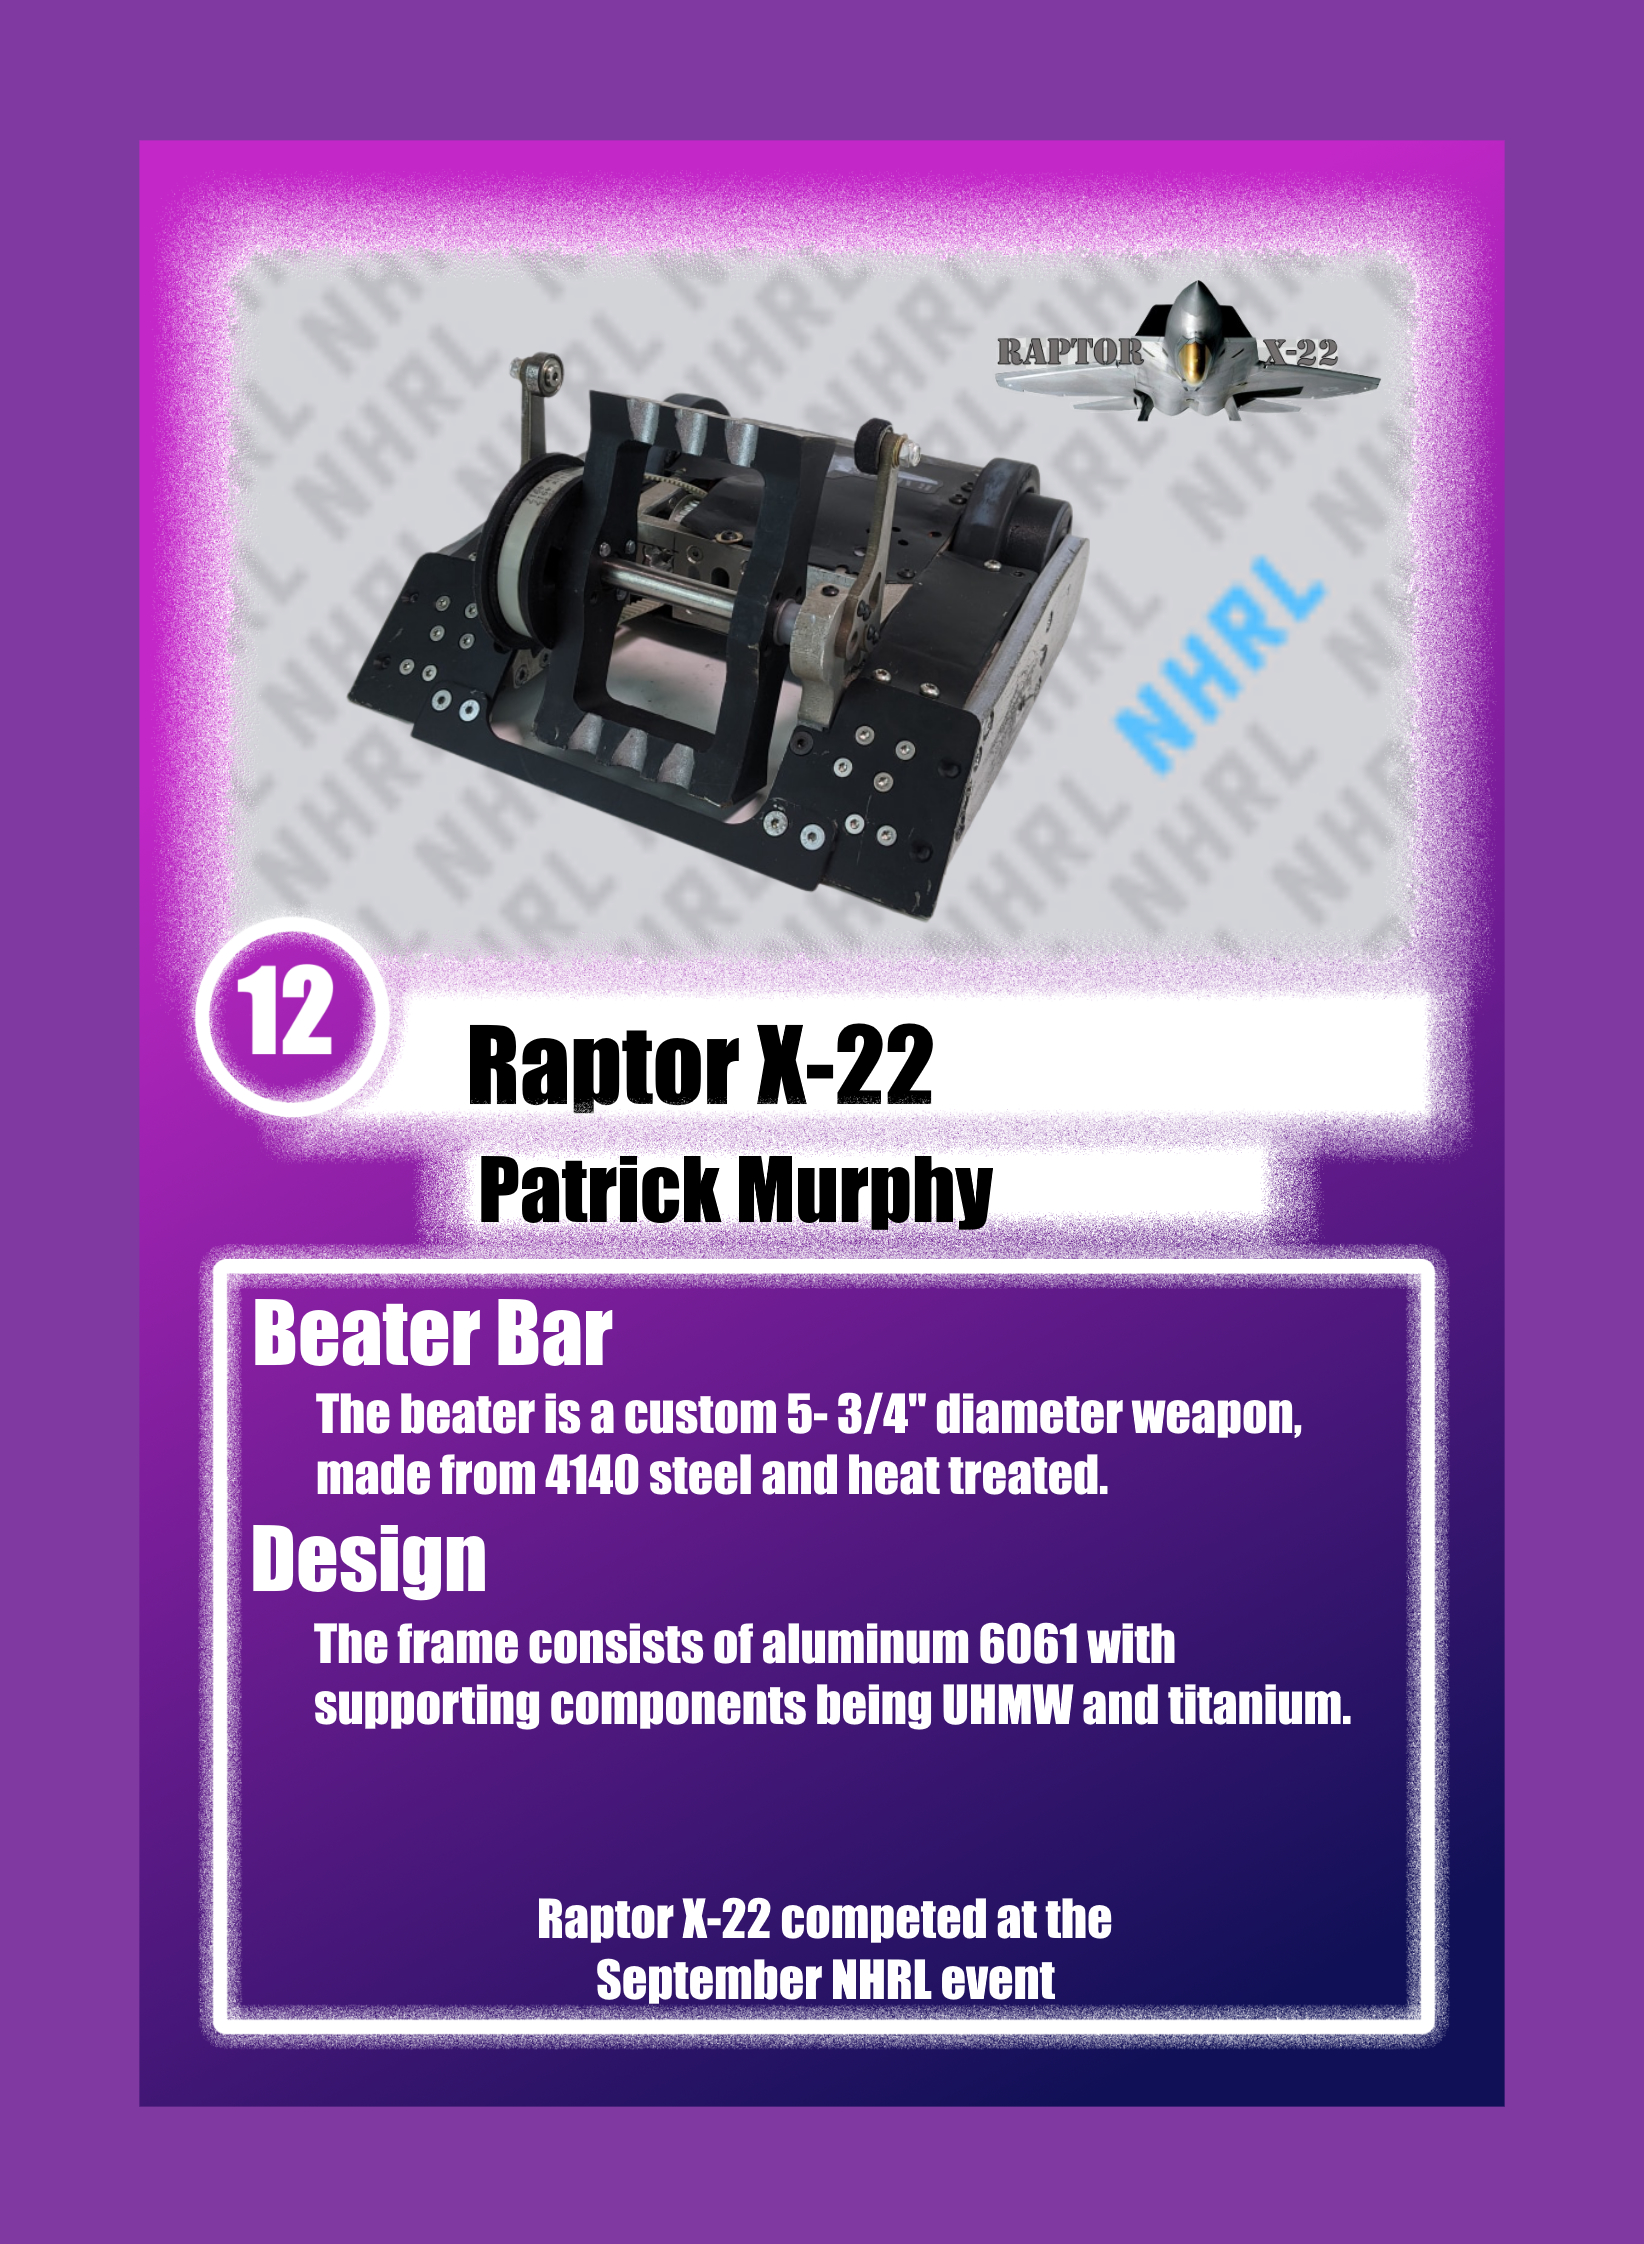 RAPTOR X-22
NHRL
12
Raptor X-22
Patrick Murphy
Beater Bar
The beater is a custom 5- 3/4" diameter weapon,
made from 4140 steel and heat treated.
Design
The frame consists of aluminum 6061 with
supporting components being UHMW and titanium.
Raptor X-22 competed at the
September NHRL event